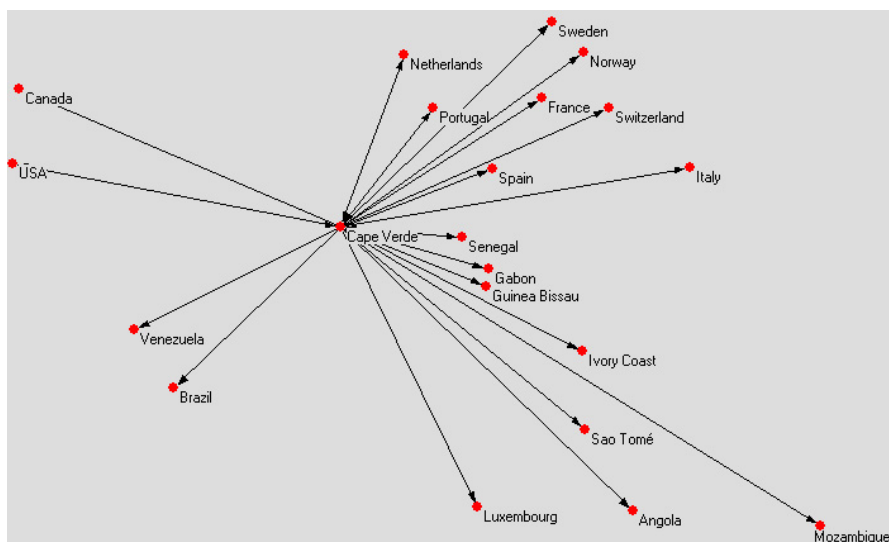 Sweden
Netherlands
Norway
Canada
Portugal
France
Switzerland
USA
Spain
Italy
Cape Verde
Senegal
Gabon
Guinea Bissau
Venezuela
Ivory Coast
Brazil
Sao Tomé
Luxembourg
Angola
Mozambique